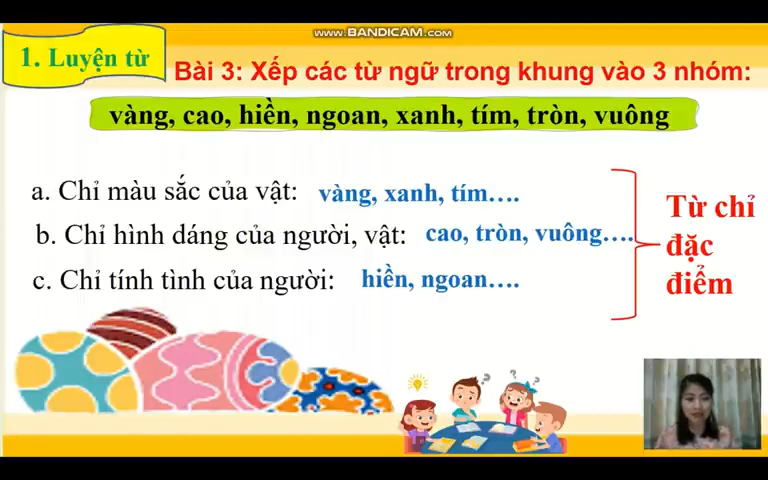 www.BANDICAM.com
1. Luyện từ
Bài 3: Xếp các từ ngữ trong khung vào 3 nhóm:
vàng, cao, hiền, ngoan, xanh, tím, tròn, vuông
a. Chỉ màu sắc của vật: vàng, xanh, tím….
b. Chỉ hình dáng của người, vật: cao, tròn, vuông….
c. Chỉ tính tình của người: hiền, ngoan….
Từ chỉ
đặc
điểm